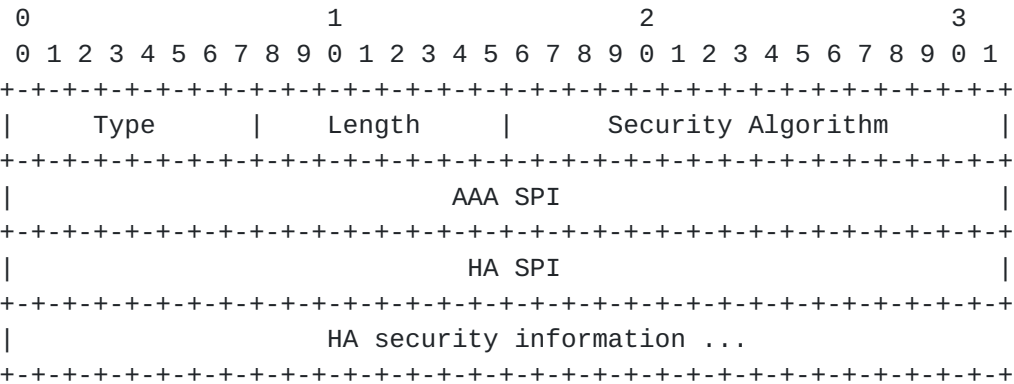 0                   1                   2                   3
 0 1 2 3 4 5 6 7 8 9 0 1 2 3 4 5 6 7 8 9 0 1 2 3 4 5 6 7 8 9 0 1
+-+-+-+-+-+-+-+-+-+-+-+-+-+-+-+-+-+-+-+-+-+-+-+-+-+-+-+-+-+-+-+-+
|     Type      |    Length     |      Security Algorithm       |
+-+-+-+-+-+-+-+-+-+-+-+-+-+-+-+-+-+-+-+-+-+-+-+-+-+-+-+-+-+-+-+-+
|                            AAA SPI                            |
+-+-+-+-+-+-+-+-+-+-+-+-+-+-+-+-+-+-+-+-+-+-+-+-+-+-+-+-+-+-+-+-+
|                             HA SPI                            |
+-+-+-+-+-+-+-+-+-+-+-+-+-+-+-+-+-+-+-+-+-+-+-+-+-+-+-+-+-+-+-+-+
|                    HA security information ...
+-+-+-+-+-+-+-+-+-+-+-+-+-+-+-+-+-+-+-+-+-+-+-+-+-+-+-+-+-+-+-+-+